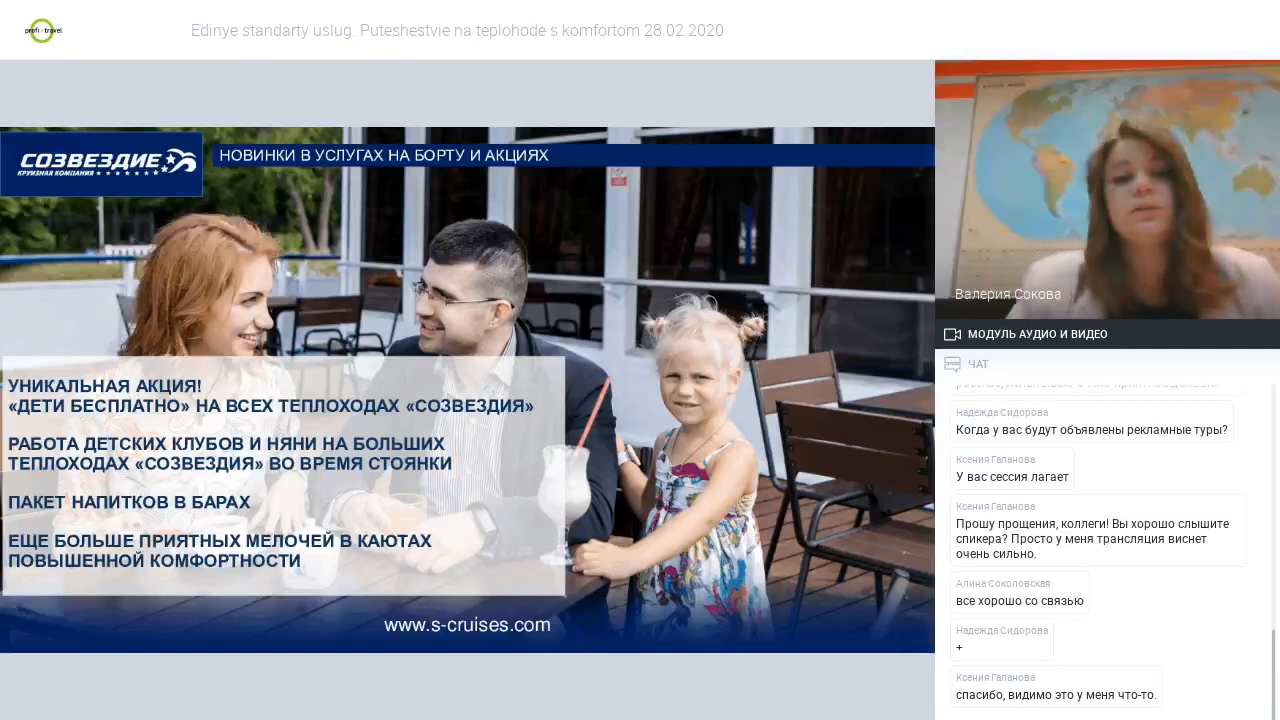 profi - travel
Edinye standarty uslug. Puteshestvie na teplohode s komfortom 28.02.2020
СОЗВЕЗДИЕ
КРУИЗНАЯ КОМПАНИЯ
НОВИНКИ В УСЛУГАХ НА БОРТУ И АКЦИЯХ
УНИКАЛЬНАЯ АКЦИЯ!
«ДЕТИ БЕСПЛАТНО» НА ВСЕХ ТЕПЛОХОДАХ «СОЗВЕЗДИЯ»
РАБОТА ДЕТСКИХ КЛУБОВ И НЯНИ НА БОЛЬШИХ
ТЕПЛОХОДАХ «СОЗВЕЗДИЯ» ВО ВРЕМЯ СТОЯНКИ
ПАКЕТ НАПИТКОВ В БАРАХ
ЕЩЕ БОЛЬШЕ ПРИЯТНЫХ МЕЛОЧЕЙ В КАЮТАХ
ПОВЫШЕННОЙ КОМФОРТНОСТИ
www.s-cruises.com
Валерия Сокова
МОДУЛЬ АУДИО И ВИДЕО
ЧАТ
Надежда Сидорова
Когда у вас будут объявлены рекламные туры?
Ксения Галанова
У вас сессия лагает
Ксения Галанова
Прошу прощения, коллеги! Вы хорошо слышите
спикера? Просто у меня трансляция виснет
очень сильно.
Алина Соколовская
все хорошо со связью
Надежда Сидорова
+
Ксения Галанова
спасибо, видимо это у меня что-то.